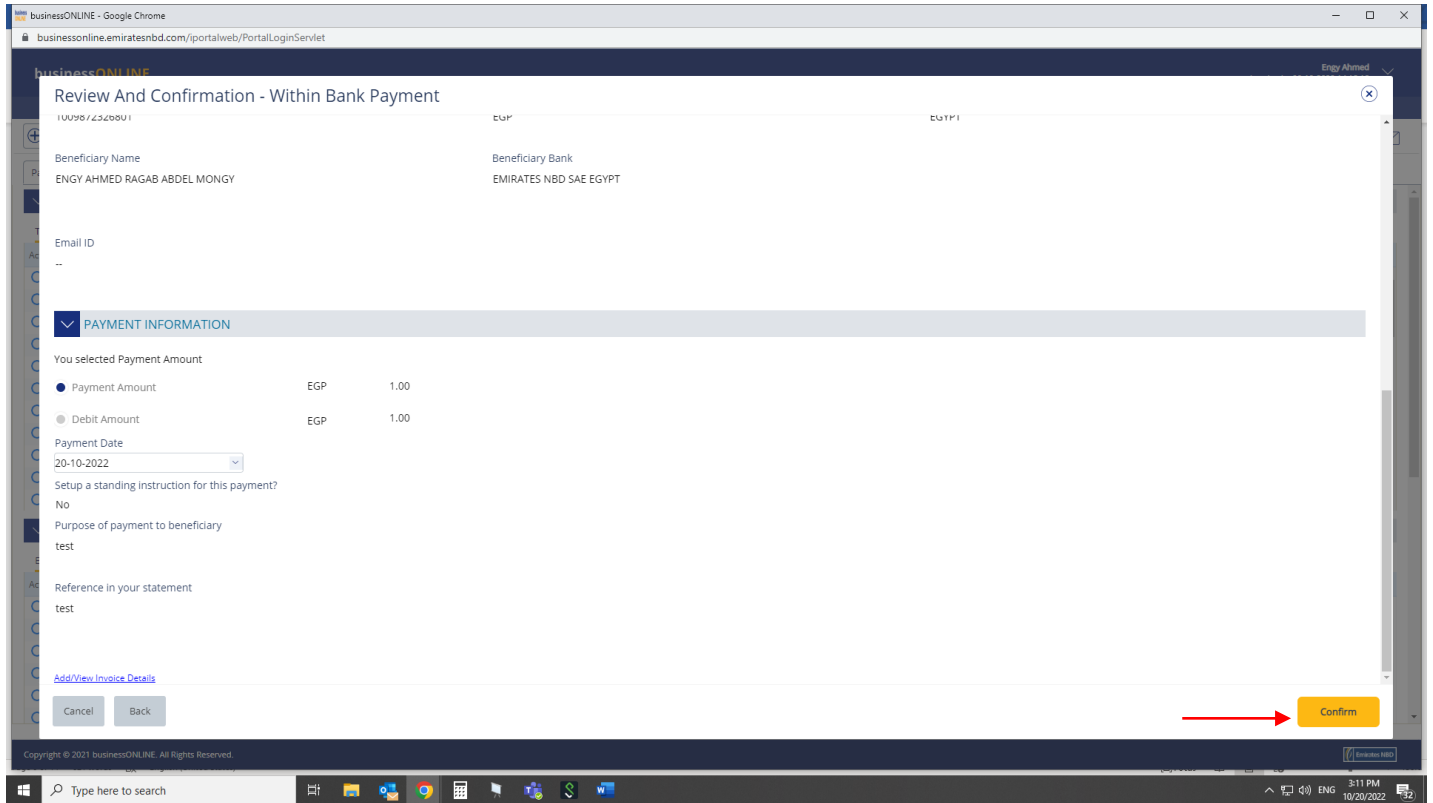 businessONLINE - Google Chrome
businessonline.emiratesnbd.com/iportalweb/PortalLoginServlet
businessONLINE
Engy Ahmed
Review And Confirmation - Within Bank Payment
1009872326801 EGP EGYPT
Beneficiary Name Beneficiary Bank
ENGY AHMED RAGAB ABDEL MONGY EMIRATES NBD SAE EGYPT
Email ID
--
PAYMENT INFORMATION
You selected Payment Amount
Payment Amount EGP 1.00
Debit Amount EGP 1.00
Payment Date
20-10-2022
Setup a standing instruction for this payment?
No
Purpose of payment to beneficiary
test
Reference in your statement
test
Add/View Invoice Details
Cancel Back Confirm
Copyright © 2021 businessONLINE. All Rights Reserved. Emirates NBD
Type here to search ENG 3:11 PM
10/20/2022 32